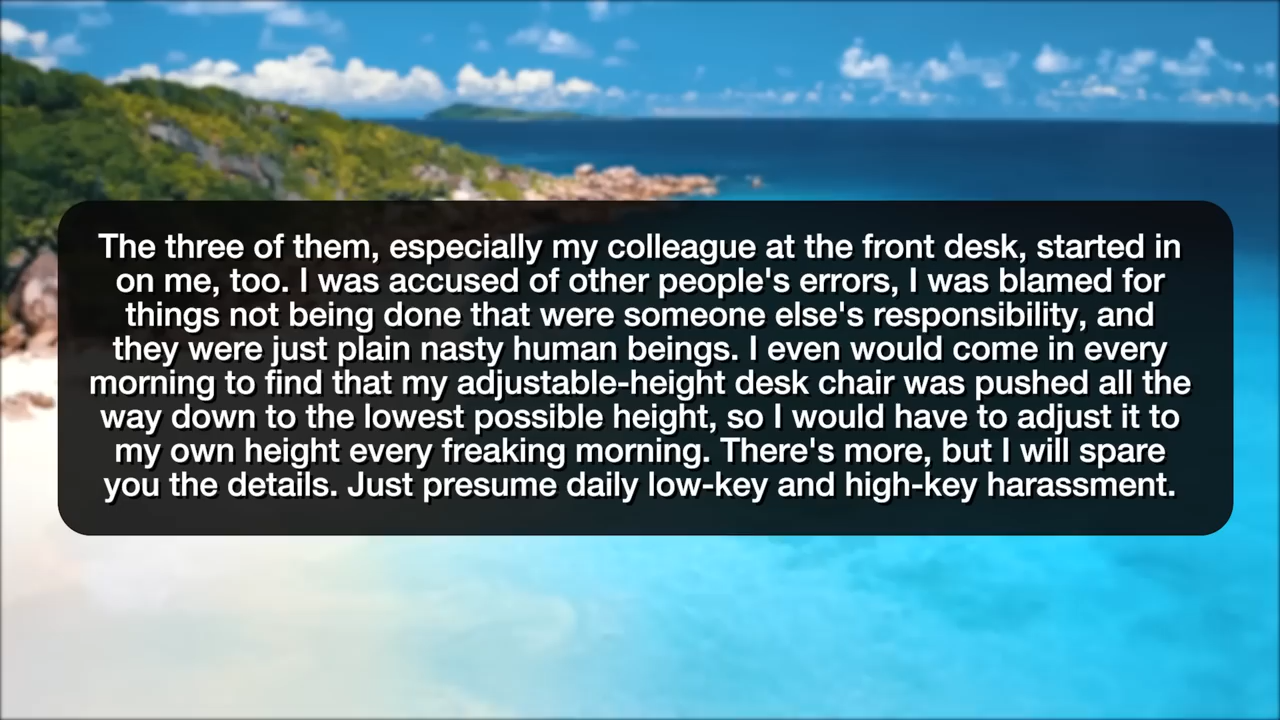 The three of them, especially my colleague at the front desk, started in
on me, too. I was accused of other people's errors, I was blamed for
things not being done that were someone else's responsibility, and
they were just plain nasty human beings. I even would come in every
morning to find that my adjustable-height desk chair was pushed all the
way down to the lowest possible height, so I would have to adjust it to
my own height every freaking morning. There's more, but I will spare
you the details. Just presume daily low-key and high-key harassment.